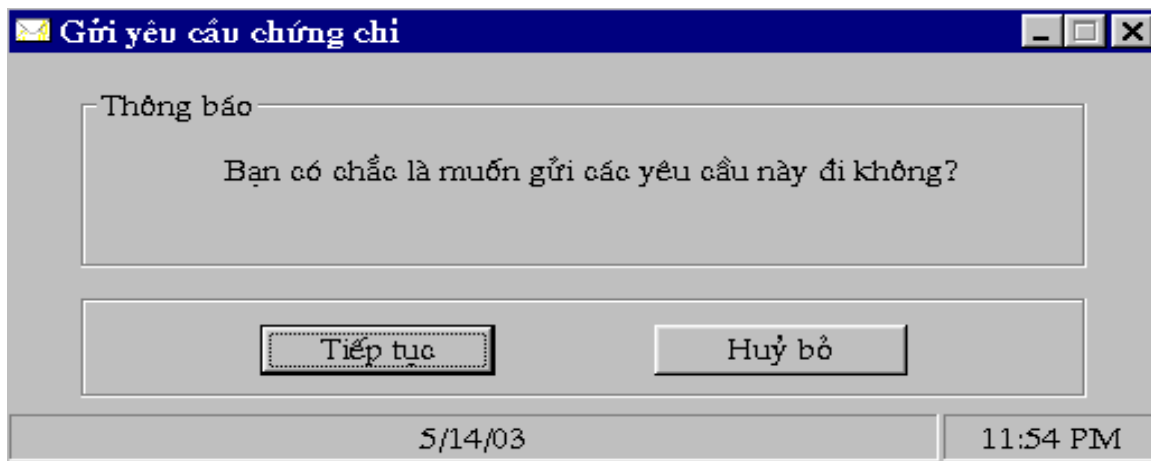 Gửi yêu cầu chứng chỉ
Thông báo
Bạn có chắc là muốn gửi các yêu cầu này đi không?
Tiếp tục
Huỷ bỏ
5/14/03
11:54 PM